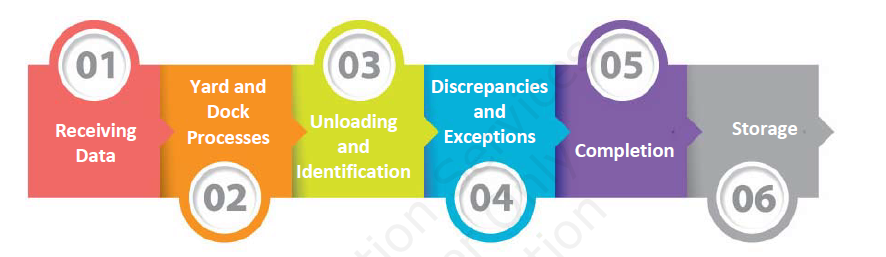 01
Receiving
Data
Yard and
Dock
Processes
02
03
Unloading
and
Identification
Discrepancies
and
Exceptions
04
05
Completion
Storage
06